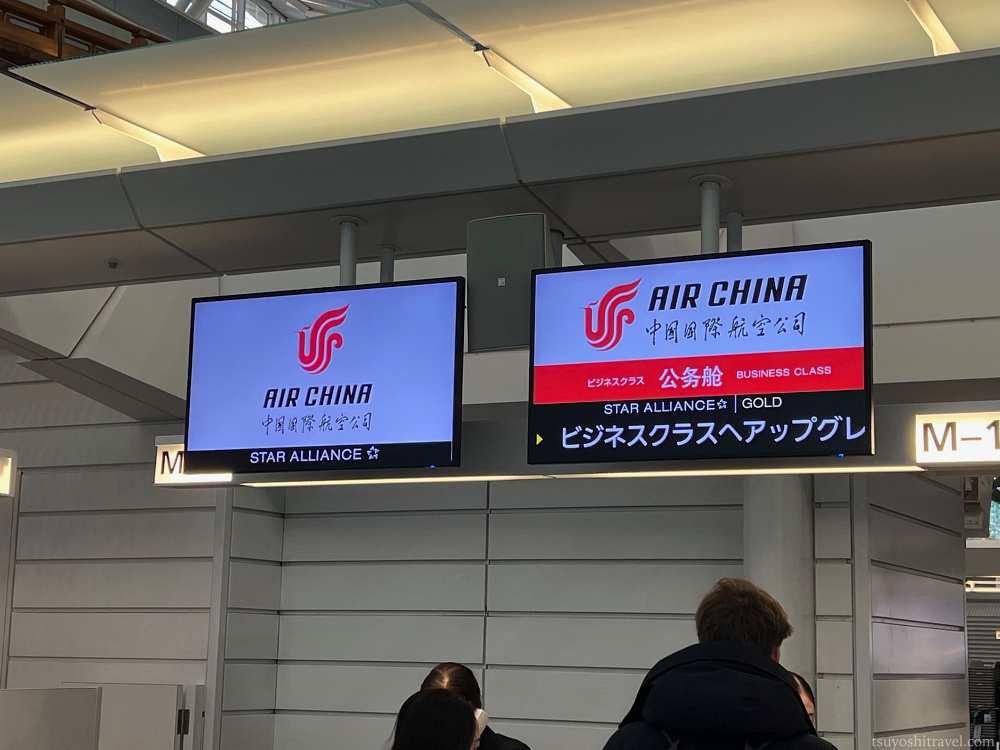 AIR CHINA
中国国際航空公司
STAR ALLIANCE
M
AIR CHINA
中国国際航空公司
ビジネスクラス 公务舱 BUSINESS CLASS
STAR ALLIANCE GOLD
ビジネスクラスへアップグレ
M-1
tsuyoshitravel.com